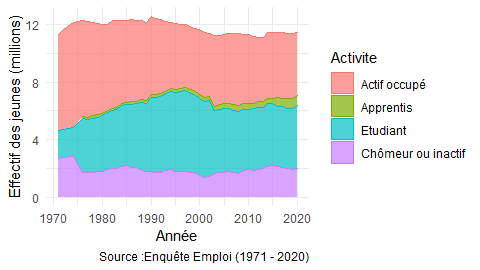 Effectif des jeunes (millions)
12
8
4
0
1970 1980 1990 2000 2010 2020
Année
Source :Enquête Emploi (1971 - 2020)
Activite
Actif occupé
Apprentis
Etudiant
Chômeur ou inactif